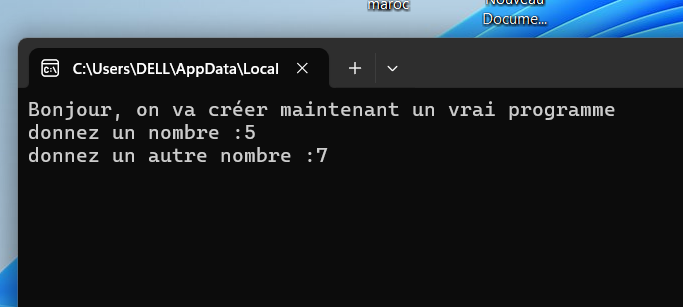 maroc
Nouveau
Docume...
C:\Users\DELL\AppData\Local
Bonjour, on va créer maintenant un vrai programme
donnez un nombre :5
donnez un autre nombre :7